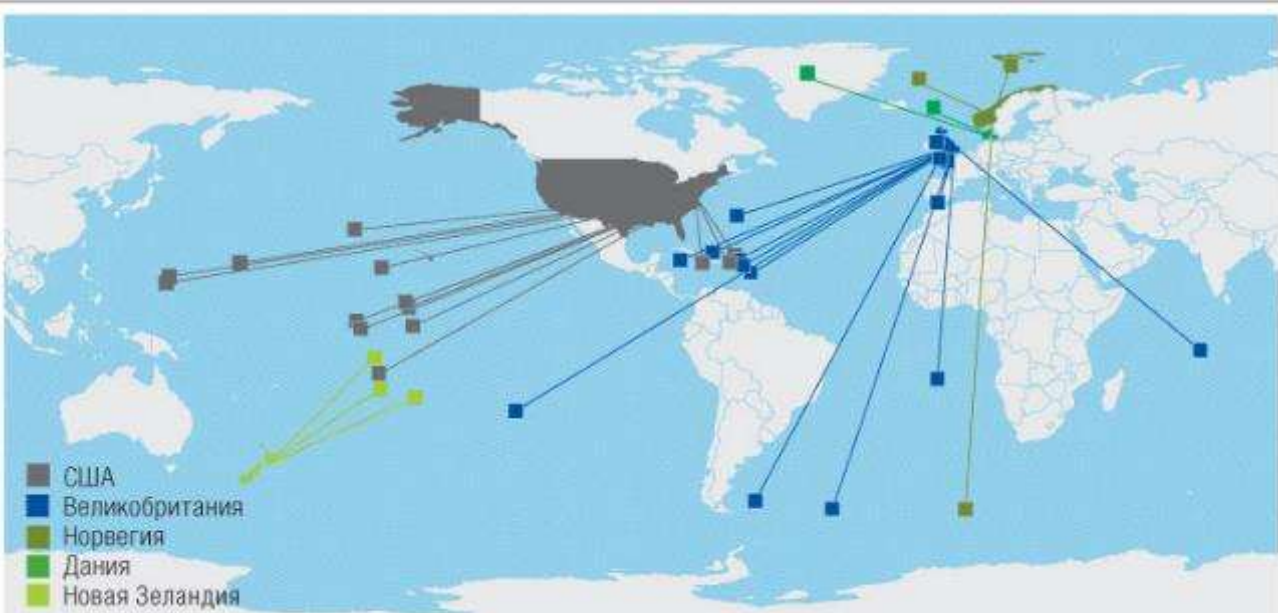 США
Великобритания
Норвегия
Дания
Новая Зеландия